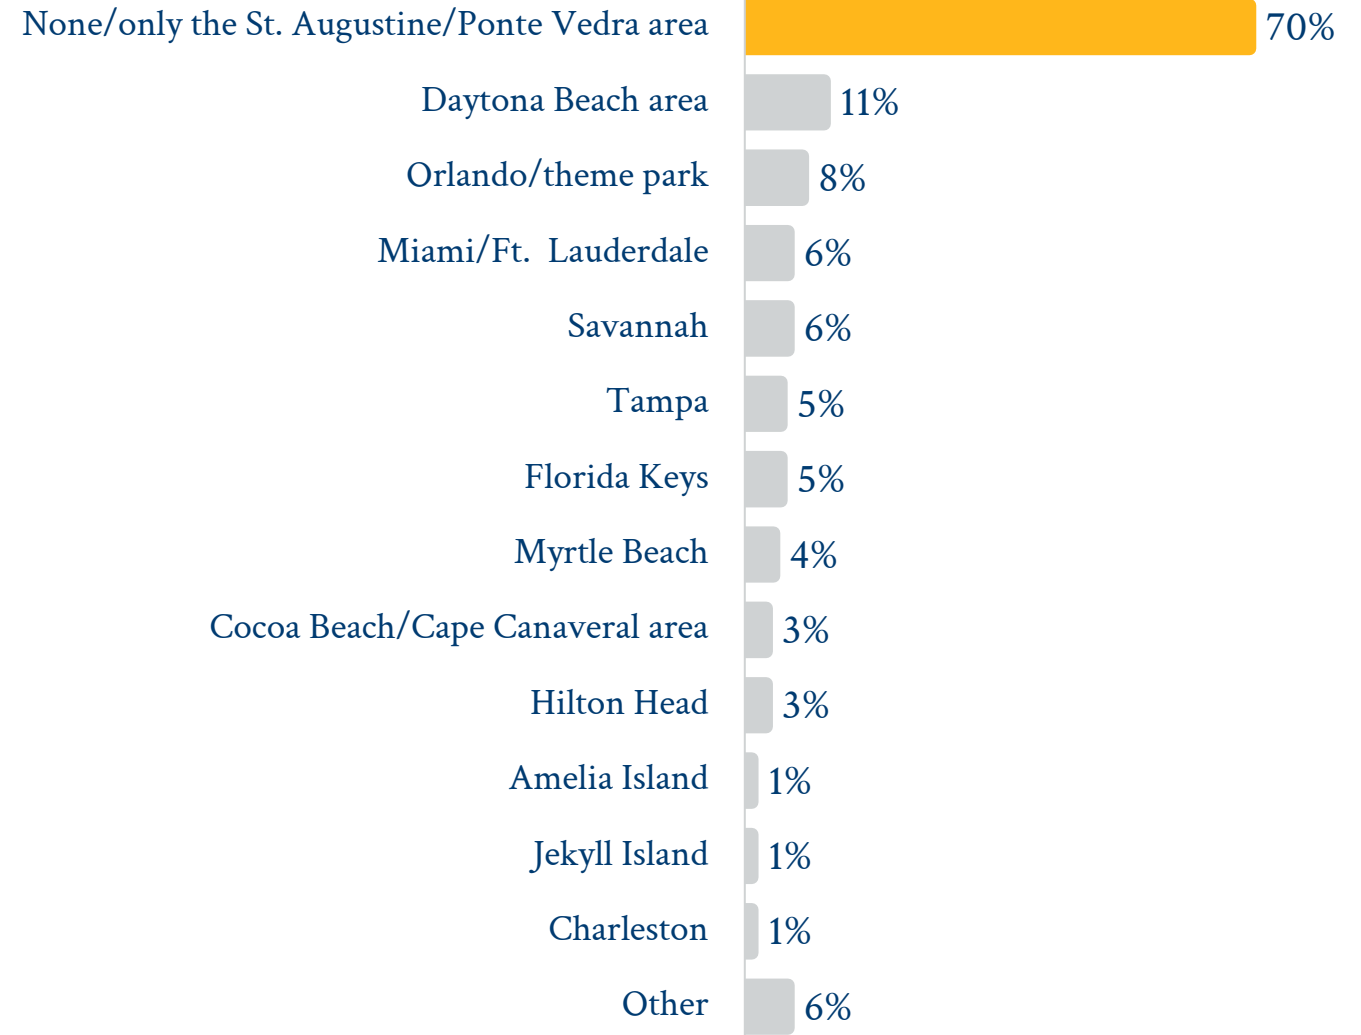 None/only the St. Augustine/Ponte Vedra area 70%
Daytona Beach area 11%
Orlando/theme park 8%
Miami/Ft.  Lauderdale 6%
Savannah 6%
Tampa 5%
Florida Keys 5%
Myrtle Beach 4%
Cocoa Beach/Cape Canaveral area 3%
Hilton Head 3%
Amelia Island 1%
Jekyll Island 1%
Charleston 1%
Other 6%